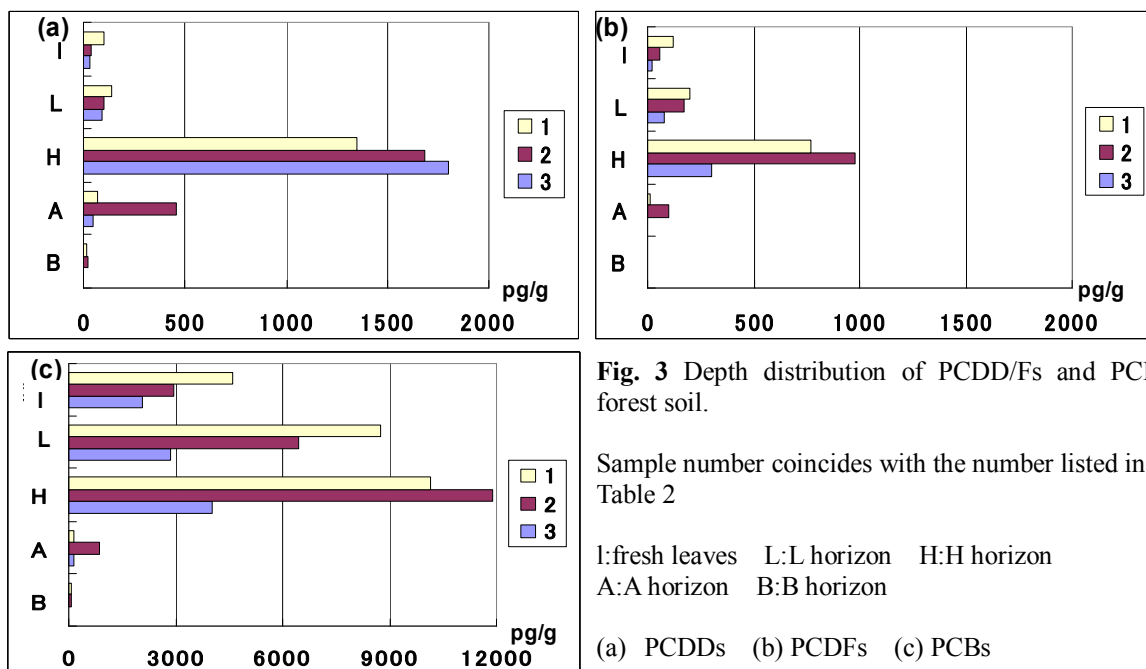 (a)
l
L
H
A
B
1
2
3
pg/g
0 500 1000 1500 2000
(b)
l
L
H
A
B
1
2
3
pg/g
0 500 1000 1500 2000
(c)
l
L
H
A
B
1
2
3
pg/g
0 3000 6000 9000 12000
Fig. 3 Depth distribution of PCDD/Fs and
forest soil.
Sample number coincides with the number listed in
Table 2
l:fresh leaves L:L horizon H:H horizon
A:A horizon B:B horizon
(a) PCDDs (b) PCDFs (c) PCBs